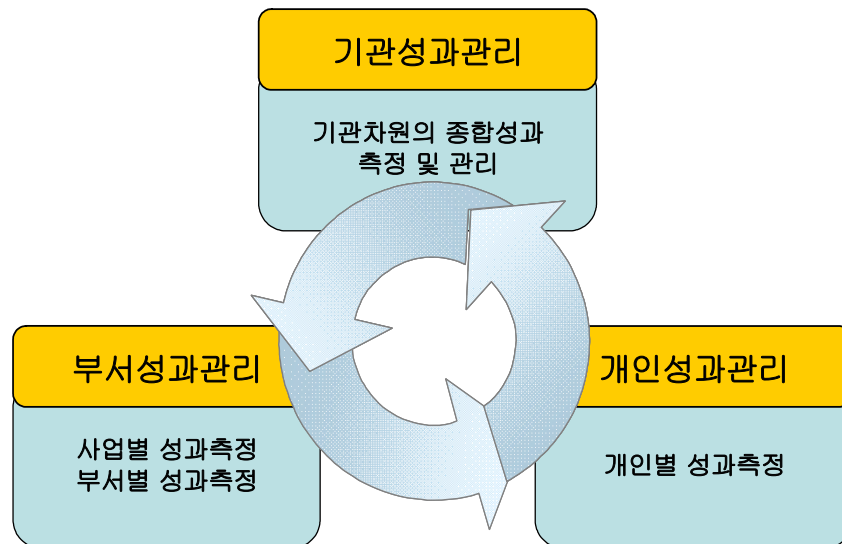 기관성과관리
기관차원의 종합성과
측정 및 관리
부서성과관리
사업별 성과측정
부서별 성과측정
개인성과관리
개인별 성과측정